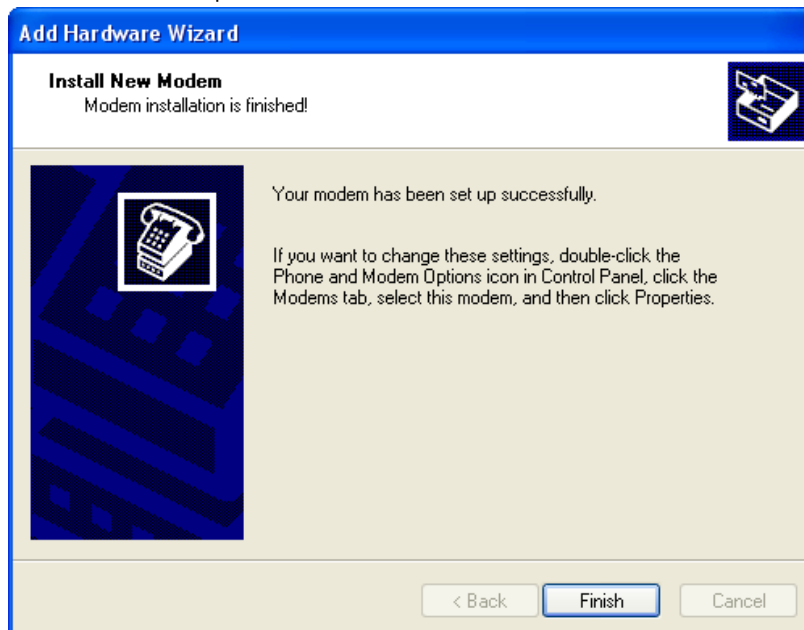 Add Hardware Wizard
Install New Modem
Modem installation is finished!
Your modem has been set up successfully.
If you want to change these settings, double-click the
Phone and Modem Options icon in Control Panel, click the
Modems tab, select this modem, and then click Properties.
< Back Finish Cancel